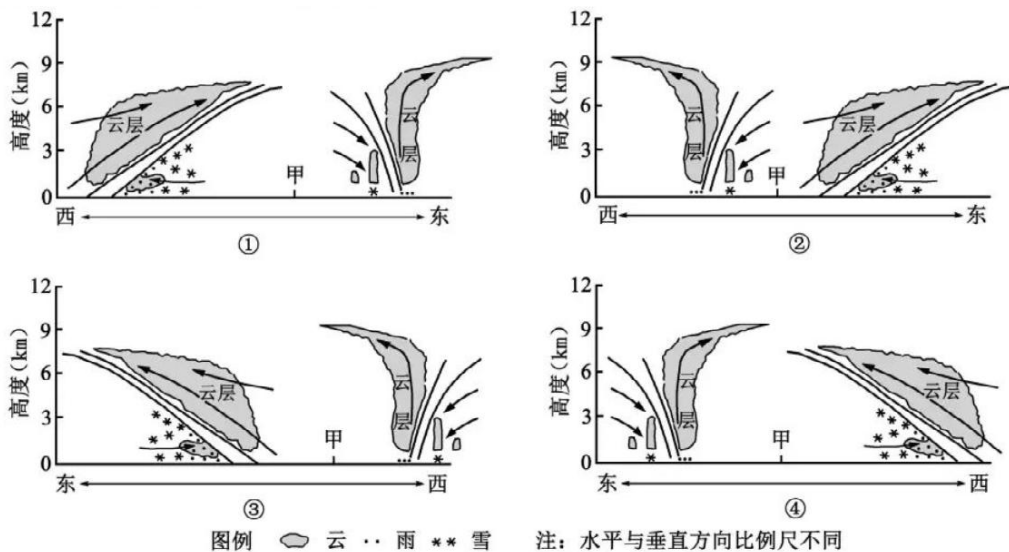 高度(km)
12
9
6
3
0
云层
甲
云
层
西
东
①
高度(km)
12
9
6
3
0
云
层
甲
云层
西
东
②
高度(km)
12
9
6
3
0
云层
甲
云
层
东
西
③
高度(km)
12
9
6
3
0
云
层
甲
云层
东
西
④
图例 云 雨 雪 注：水平与垂直方向比例尺不同